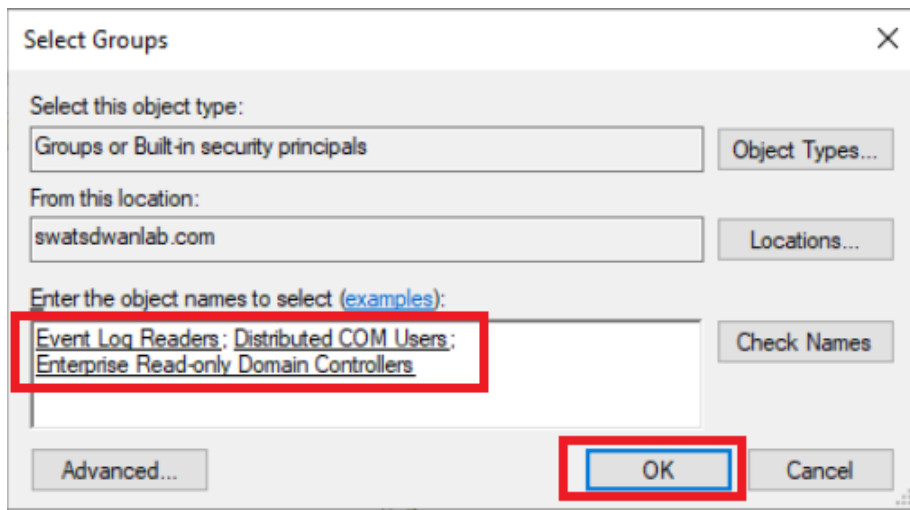 Select Groups
Select this object type:
Groups or Built-in security principals
Object Types...
From this location:
swatsdwanlab.com
Locations...
Enter the object names to select (examples):
Event Log Readers; Distributed COM Users;
Enterprise Read-only Domain Controllers
Check Names
Advanced...
OK
Cancel